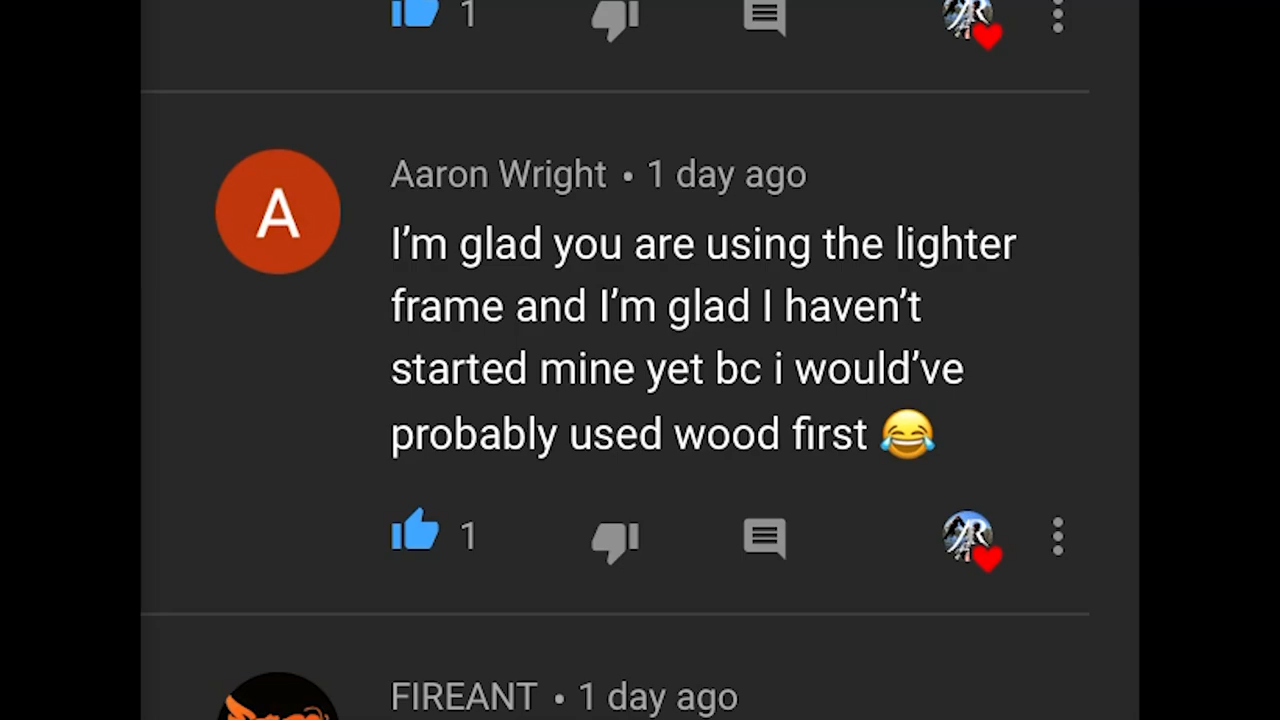 1
Aaron Wright • 1 day ago
A
I’m glad you are using the lighter
frame and I’m glad I haven’t
started mine yet bc i would’ve
probably used wood first 😂
1
FIREANT • 1 day ago